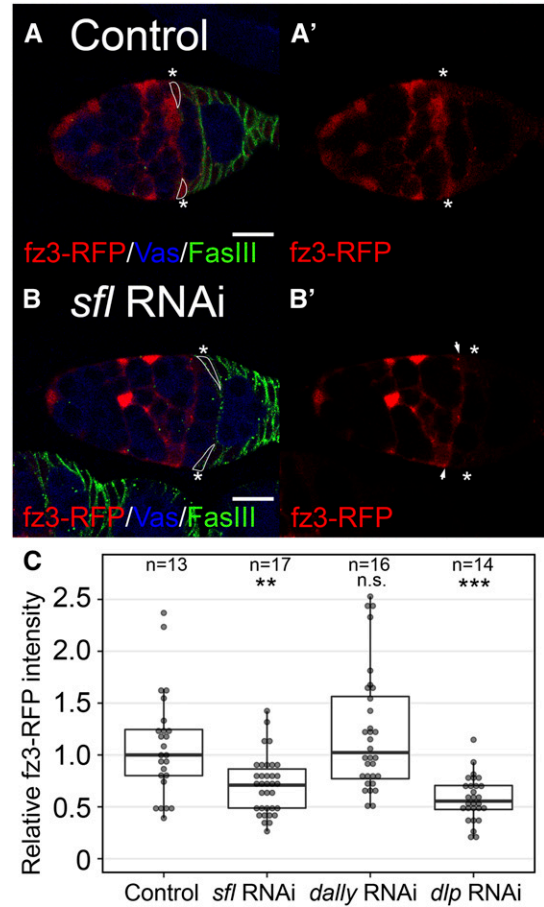 A Control A'
*
*
*
*
fz3-RFP/Vas/FasIII fz3-RFP
B sfl RNAi B'
*
*
*
*
fz3-RFP/Vas/FasIII fz3-RFP
C
n=13 n=17 n=16 n=14
** n.s. ***
Relative fz3-RFP intensity
2.5
2.0
1.5
1.0
0.5
0
Control sfl RNAi dally RNAi dlp RNAi